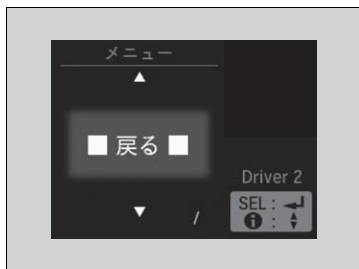 メニュー
▲
■ 戻る ■
▼ /
Driver 2
SEL : ↵
ℹ : ♦